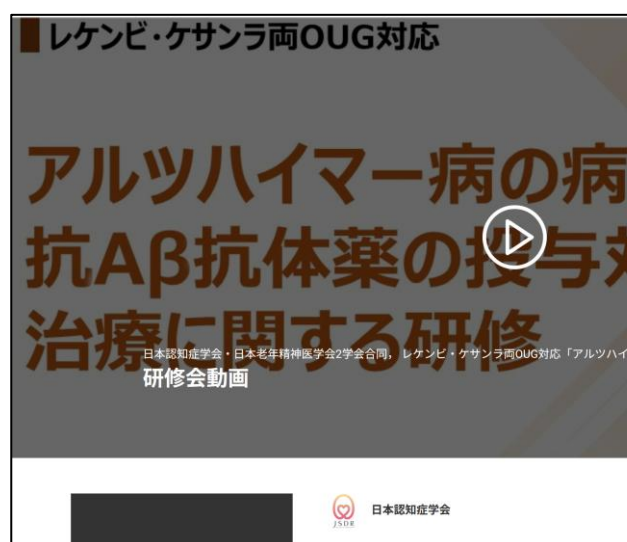 レケンビ・ケサンラ両OUG対応
アルツハイマー病の病
抗Aβ抗体薬の投与対
治療に関する研修
日本認知症学会・日本老年精神医学会2学会合同, レケンビ・ケサンラ両OUG対応「アルツハイ
研修会動画
日本認知症学会
JSDR